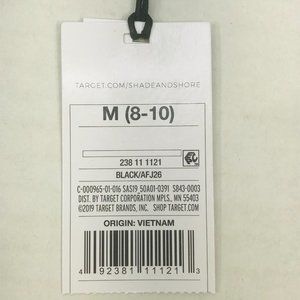 TARGET.COM/SHADEANDSHORE
M (8-10)
238 11 1121
BLACK/AFJ26
C-000965-01-016 SAS19_50A01-0391 S843-0003
DIST. BY TARGET CORPORATION MPLS, MN 55403
©2019 TARGET BRANDS, INC. SHOP TARGET.COM
ORIGIN: VIETNAM
4 92381 11121 3